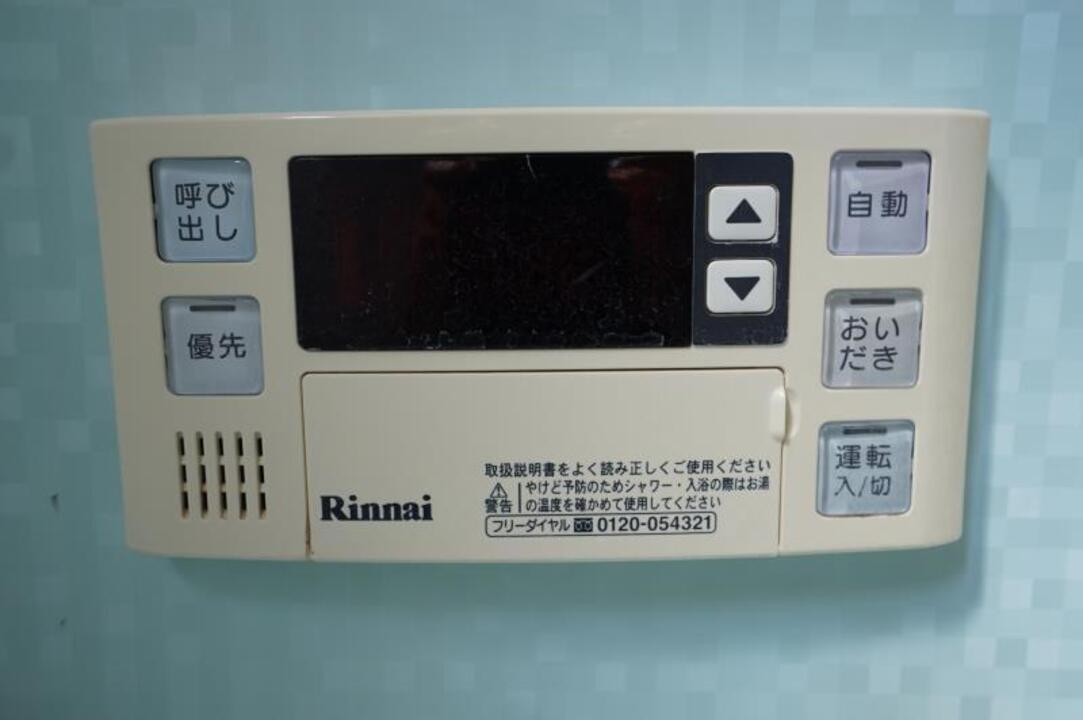 呼び
出し
優先
自動
おい
だき
運転
入/切
Rinnai
取扱説明書をよく読み正しくご使用ください
警告
やけど予防のためシャワー・入浴の際はお湯
の温度を確かめて使用してください
フリーダイヤル 0120-054321